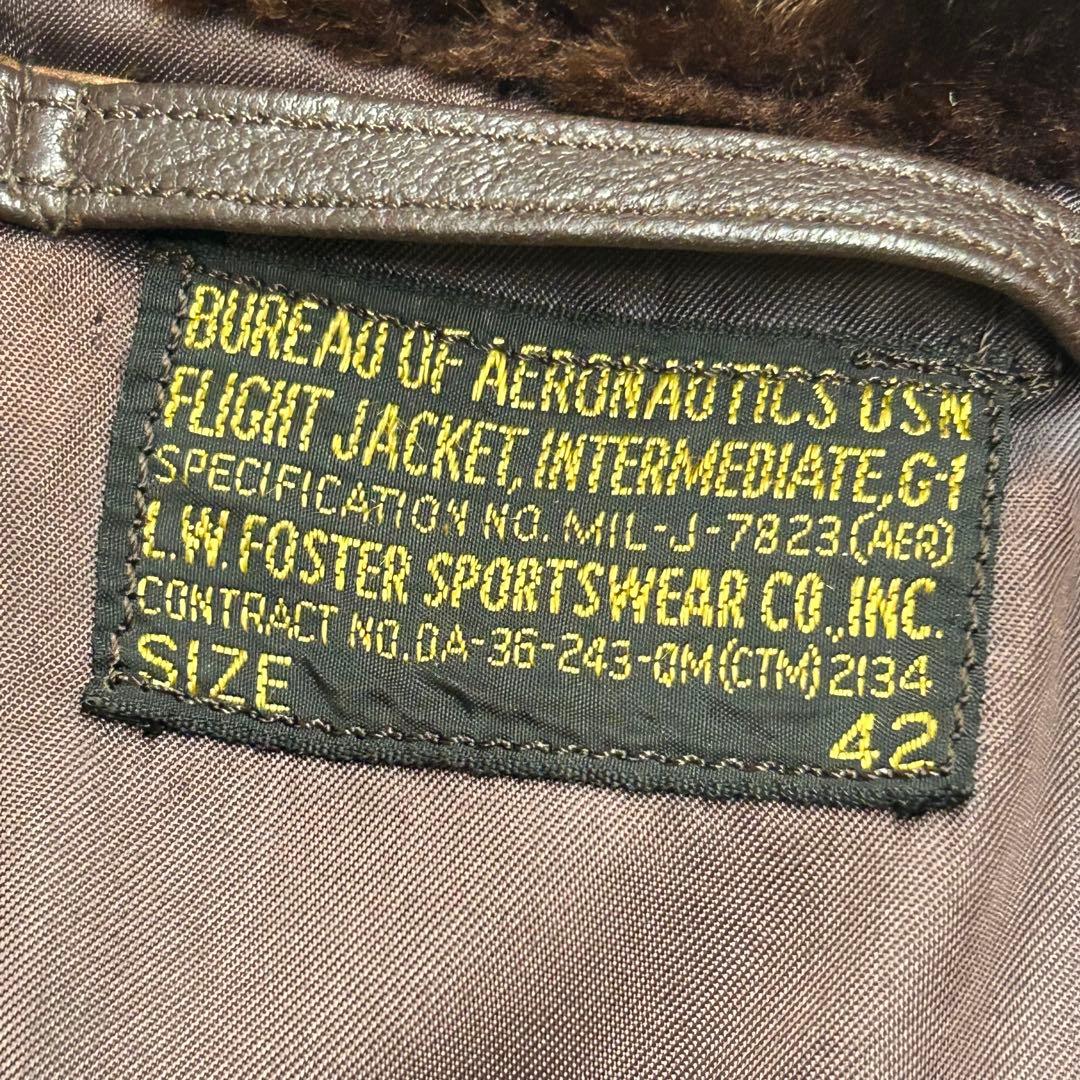 BUREAU OF AERONAUTICS USN
FLIGHT JACKET, INTERMEDIATE, G-1
SPECIFICATION NO. MIL-J-7823(AER)
L.W. FOSTER SPORTSWEAR CO., INC.
CONTRACT NO. DA-36-243-QM(CTM)2134
SIZE 42